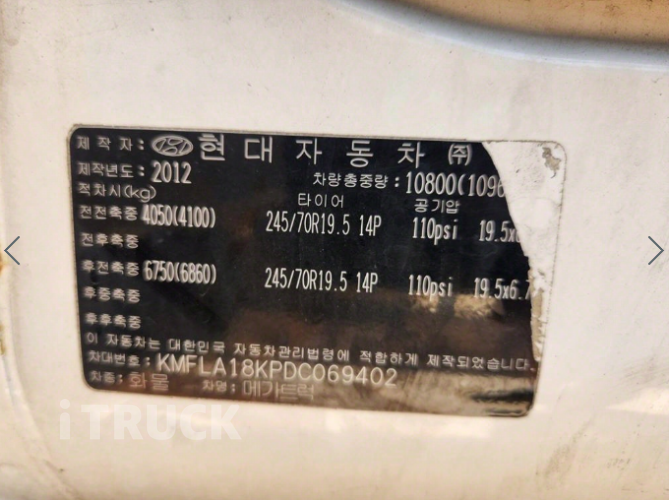 제작자: 현대자동차 ㈜
제작년도: 2012 차량총중량: 10800(1096
적차시(kg) 타이어 공기압
전전축중 4050(4100) 245/70R19.5 14P 110psi 19.5x
전후축중
후전축중 6750(6860) 245/70R19.5 14P 110psi 19.5x6.7
후중축중
후후축중
이 자동차는 대한민국 자동차관리법령에 적합하게 제작되
차대번호: KMFLA18KPDC069402
차종: 화물 차명: 메가트럭
iTRUCK